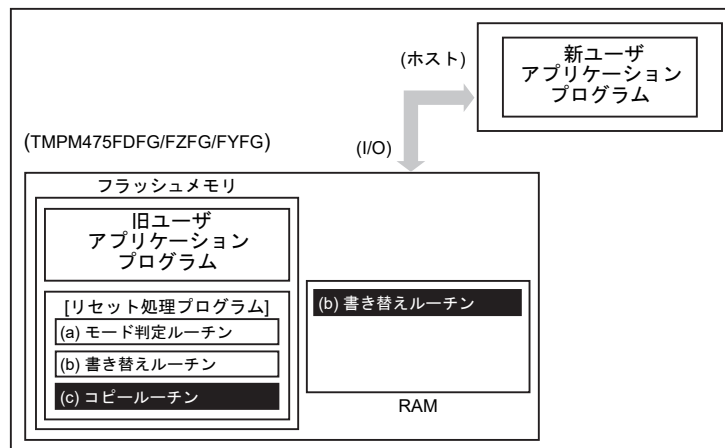 (ホスト)
新ユーザ
アプリケーション
プログラム
(TMPM475FDFG/FZFG/FYFG)
(I/O)
フラッシュメモリ
旧ユーザ
アプリケーション
プログラム
[リセット処理プログラム]
(a) モード判定ルーチン
(b) 書き替えルーチン
(c) コピールーチン
(b) 書き替えルーチン
RAM